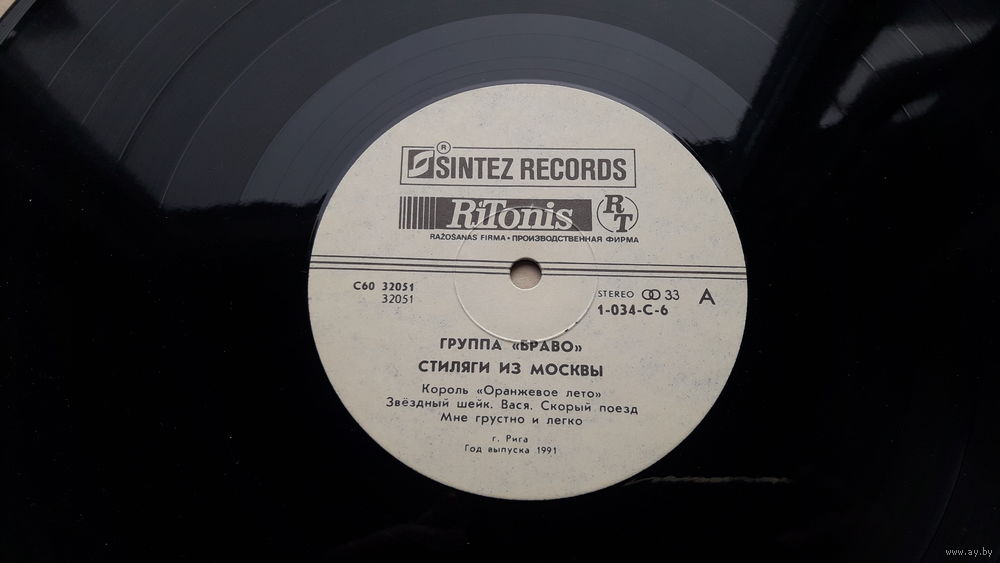 ®
SINTEZ RECORDS
RiTonis RT
RAŽOŠANAS FIRMA • ПРОИЗВОДСТВЕННАЯ ФИРМА
С60 32051
32051
STEREO 33 A
1-034-C-6
ГРУППА «БРАВО»
СТИЛЯГИ ИЗ МОСКВЫ
Король «Оранжевое лето»
Звёздный шейк. Вася. Скорый поезд
Мне грустно и легко
г. Рига
Год выпуска 1991
www.ay.by